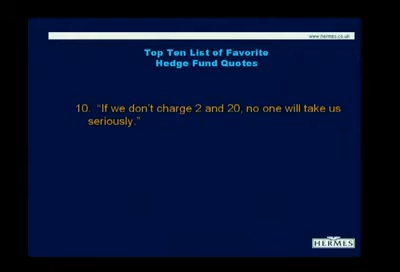 www.hermes.co.uk
Top Ten List of Favorite
Hedge Fund Quotes
10. “If we don’t charge 2 and 20, no one will take us
seriously.”
HERMES